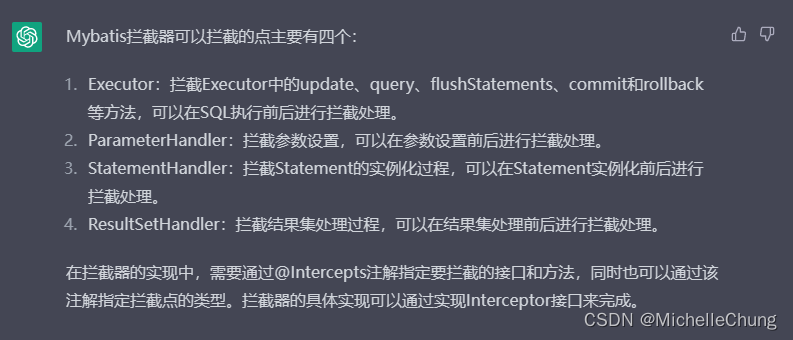 Mybatis拦截器可以拦截的点主要有四个：
1. Executor：拦截Executor中的update、query、flushStatements、commit和rollback
等方法，可以在SQL执行前后进行拦截处理。
2. ParameterHandler：拦截参数设置，可以在参数设置前后进行拦截处理。
3. StatementHandler：拦截Statement的实例化过程，可以在Statement实例化前后进行
拦截处理。
4. ResultSetHandler：拦截结果集处理过程，可以在结果集处理前后进行拦截处理。
在拦截器的实现中，需要通过@Intercepts注解指定要拦截的接口和方法，同时也可以通过该
注解指定拦截点的类型。拦截器的具体实现可以通过实现Interceptor接口来完成。
CSDN @MichelleChung